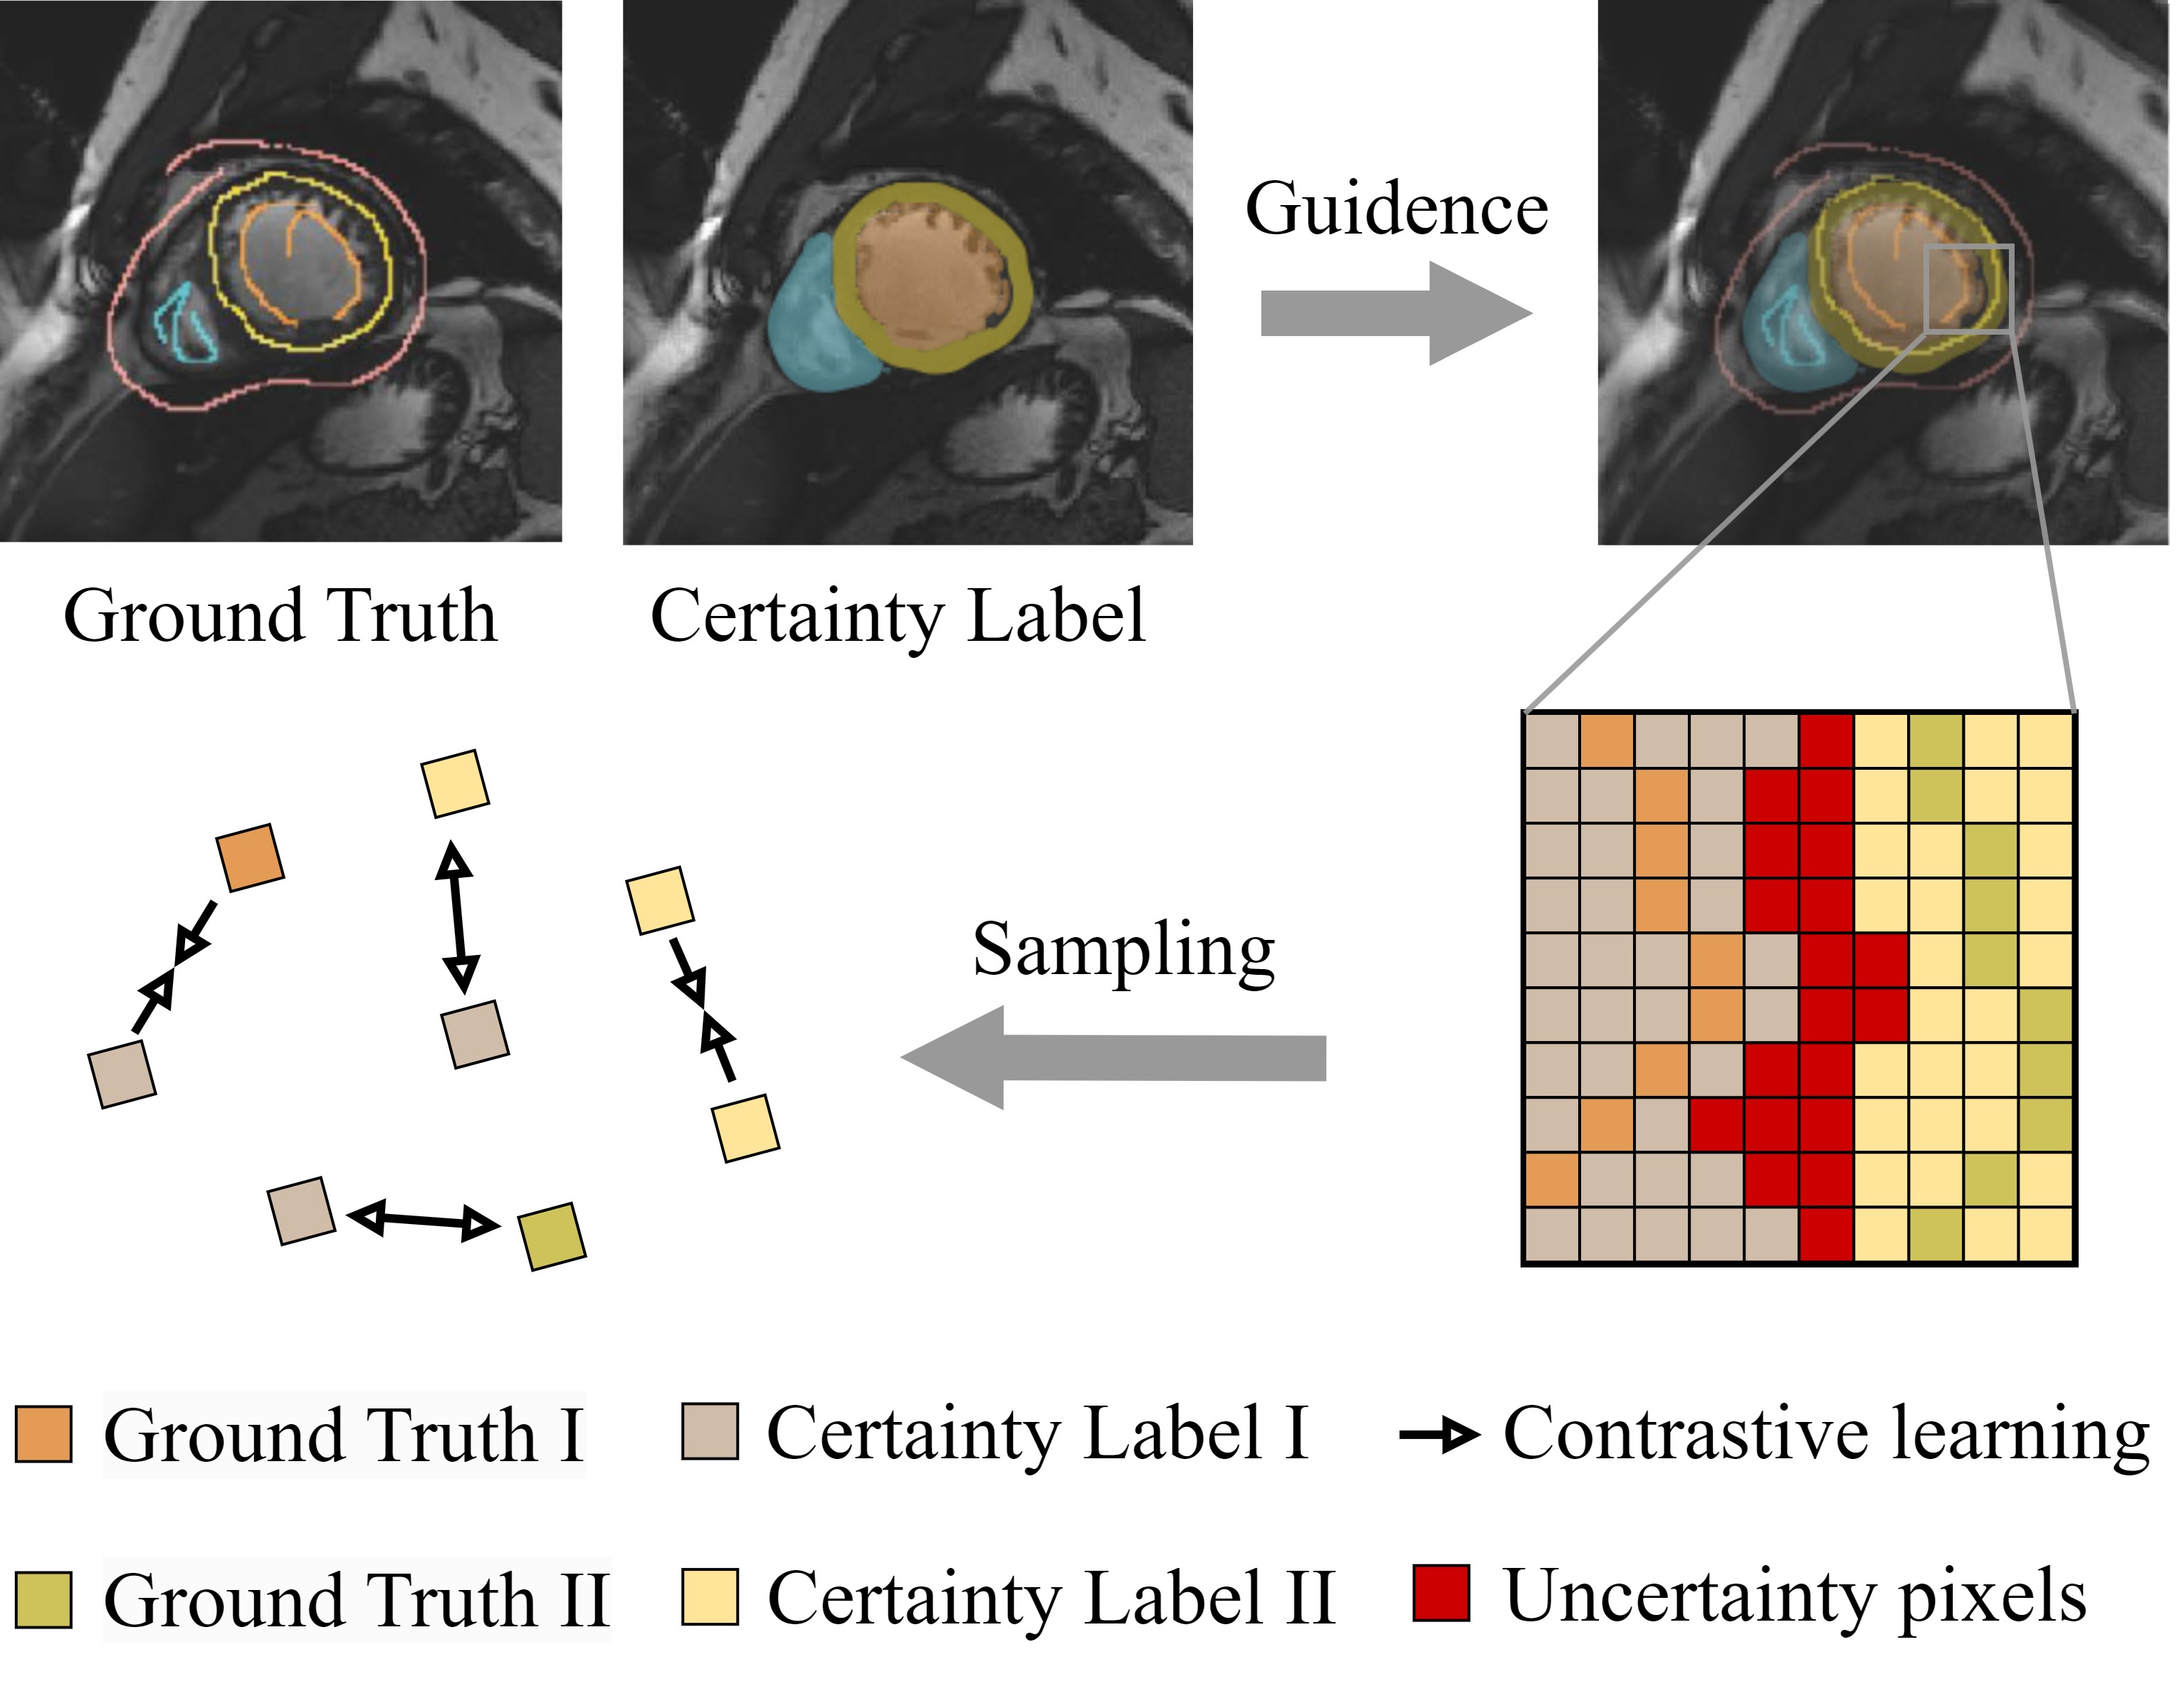 Guidence
Ground Truth
Certainty Label
Sampling
Ground Truth I
Certainty Label I
Contrastive learning
Ground Truth II
Certainty Label II
Uncertainty pixels